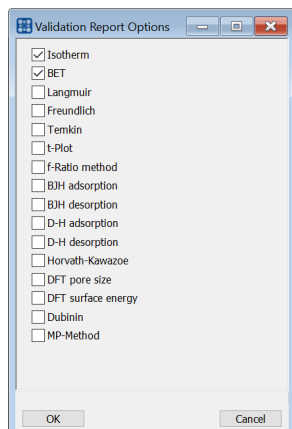 Validation Report Options
Isotherm
BET
Langmuir
Freundlich
Temkin
t-Plot
f-Ratio method
BJH adsorption
BJH desorption
D-H adsorption
D-H desorption
Horvath-Kawazoe
DFT pore size
DFT surface energy
Dubinin
MP-Method
OK Cancel